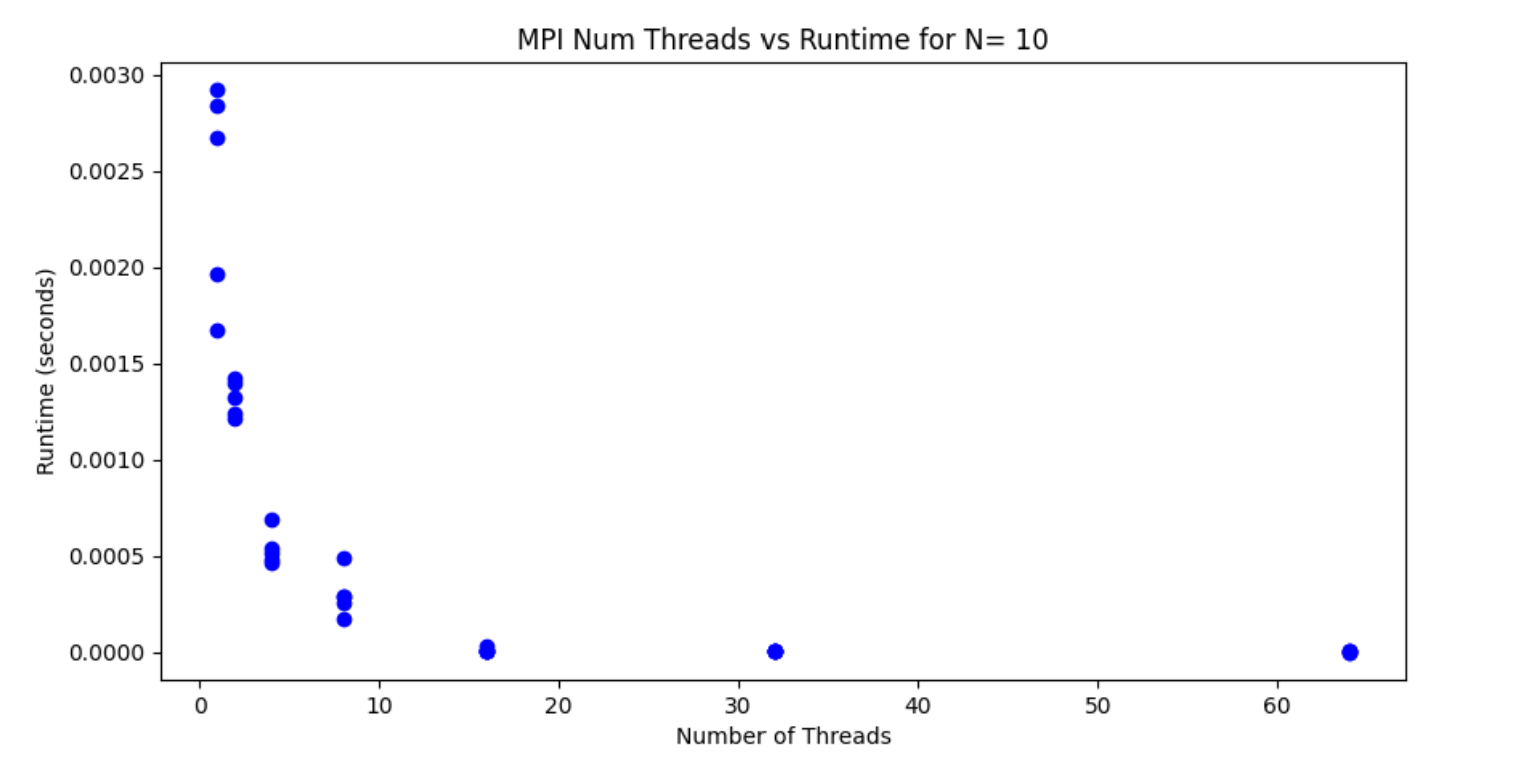 MPI Num Threads vs Runtime for N= 10
Runtime (seconds)
0.0030
0.0025
0.0020
0.0015
0.0010
0.0005
0.0000
0 10 20 30 40 50 60
Number of Threads